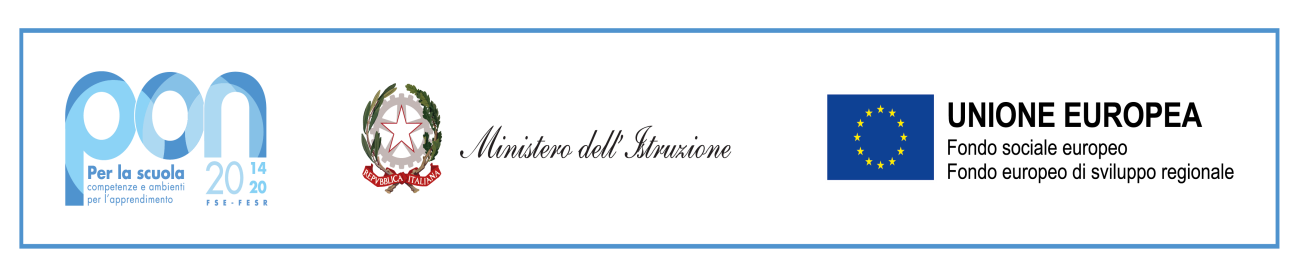 pon
Per la scuola
competenze e ambienti
per l'apprendimento
20 14
20
FSE-FESR
REPVBBLICA ITALIANA
Ministero dell' Istruzione
UNIONE EUROPEA
Fondo sociale europeo
Fondo europeo di sviluppo regionale